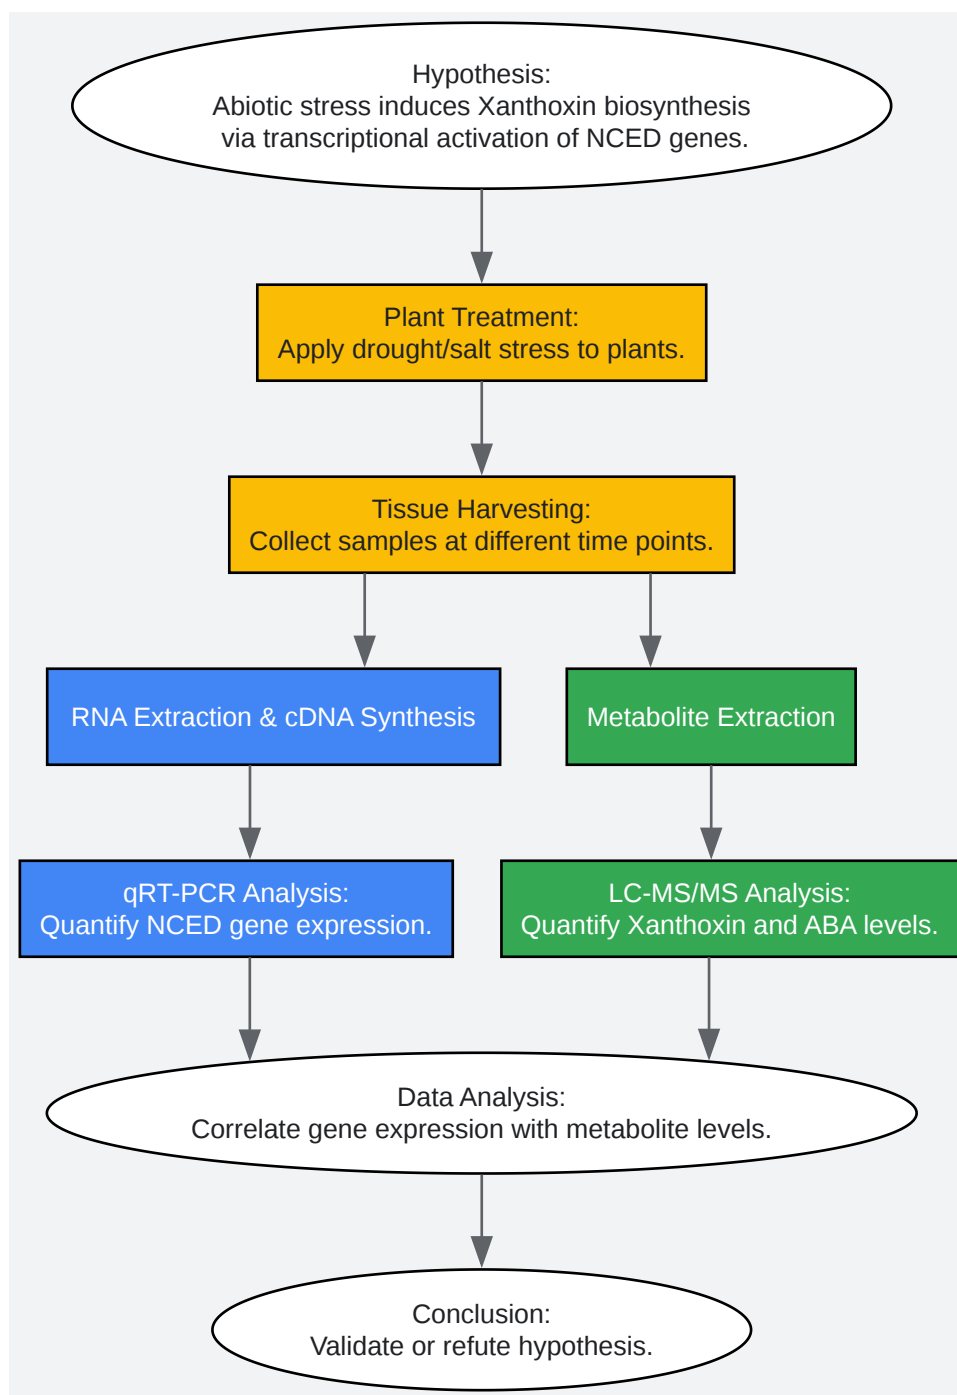 Hypothesis:
Abiotic stress induces Xanthoxin biosynthesis
via transcriptional activation of NCED genes.
Plant Treatment:
Apply drought/salt stress to plants.
Tissue Harvesting:
Collect samples at different time points.
RNA Extraction & cDNA Synthesis
Metabolite Extraction
qRT-PCR Analysis:
Quantify NCED gene expression.
LC-MS/MS Analysis:
Quantify Xanthoxin and ABA levels.
Data Analysis:
Correlate gene expression with metabolite levels.
Conclusion:
Validate or refute hypothesis.